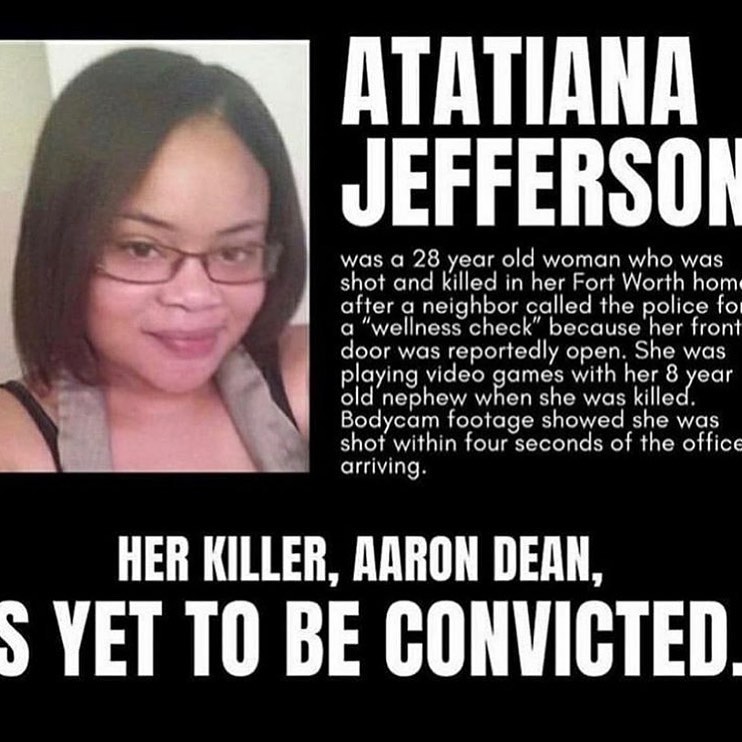 ATATIANA
JEFFERSON
was a 28 year old woman who was
shot and killed in her Fort Worth hom
after a neighbor called the police fo
a "wellness check" because her front
door was reportedly open. She was
playing video games with her 8 year
old nephew when she was killed.
Bodycam footage showed she was
shot within four seconds of the office
arriving.
HER KILLER, AARON DEAN,
S YET TO BE CONVICTED.